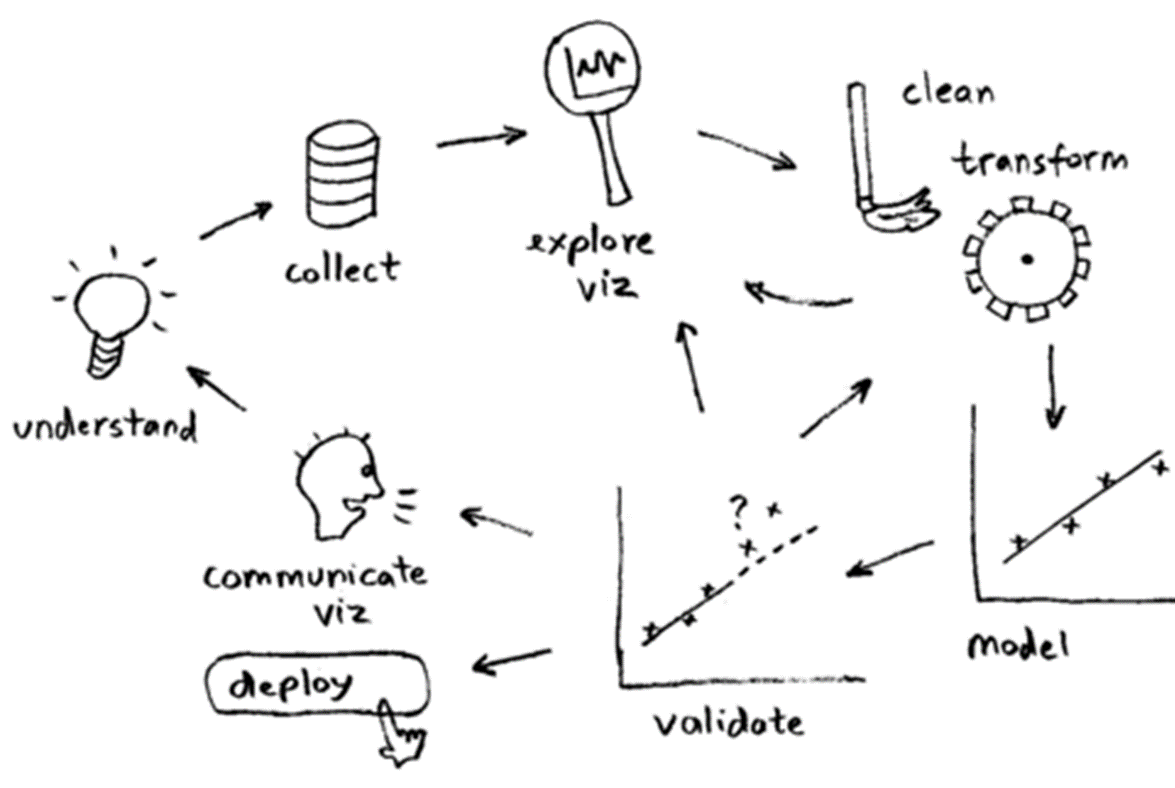 clean
transform
explore
viz
collect
understand
?
communicate
viz
model
deploy
validate